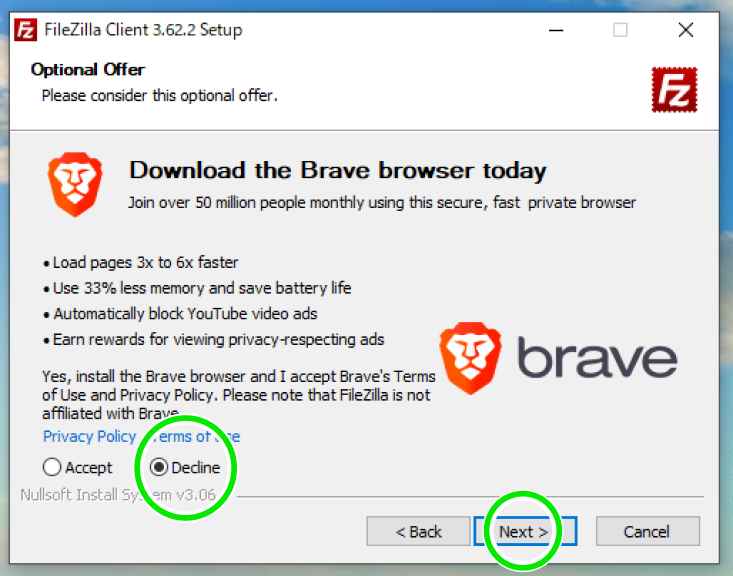 FileZilla Client 3.62.2 Setup
Optional Offer
Please consider this optional offer.
Fz
Download the Brave browser today
Join over 50 million people monthly using this secure, fast private browser
• Load pages 3x to 6x faster
• Use 33% less memory and save battery life
• Automatically block YouTube video ads
• Earn rewards for viewing privacy-respecting ads
brave
Yes, install the Brave browser and I accept Brave's Terms
of Use and Privacy Policy. Please note that FileZilla is not
affiliated with Brave
Privacy Policy Terms of Use
Accept Decline
Nullsoft Install System v3.06
< Back Next > Cancel